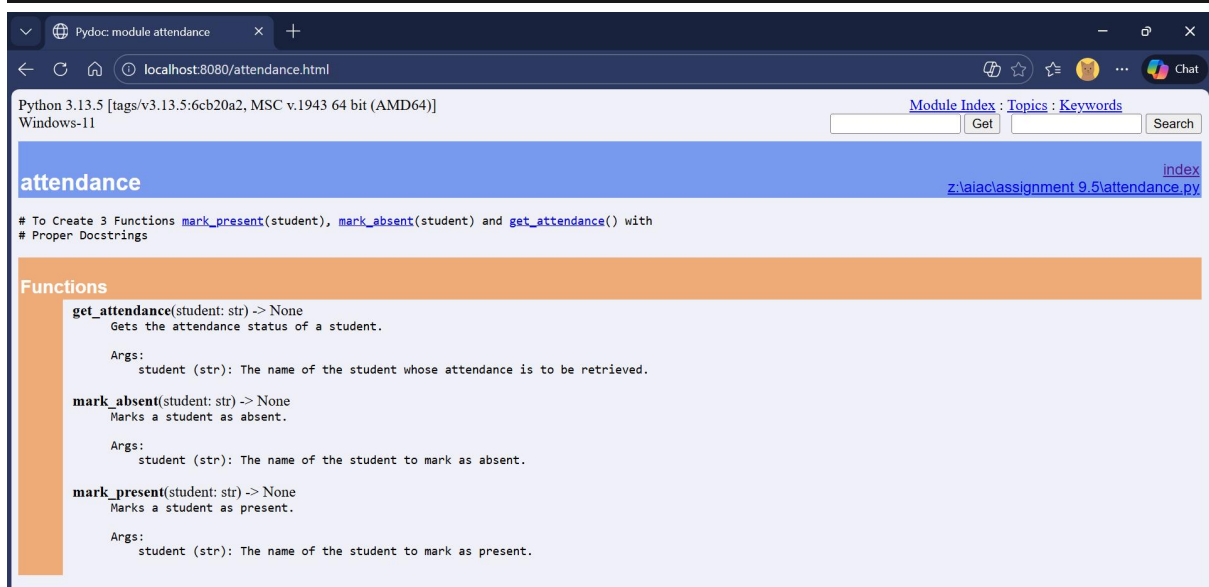 Pydoc: module attendance
localhost:8080/attendance.html
Chat
Python 3.13.5 [tags/v3.13.5:6cb20a2, MSC v.1943 64 bit (AMD64)]
Windows-11
Module Index : Topics : Keywords
Get Search
attendance
index
z:\aiac\assignment 9.5\attendance.py
# To Create 3 Functions mark_present(student), mark_absent(student) and get_attendance() with
# Proper Docstrings
Functions
get_attendance(student: str) -> None
Gets the attendance status of a student.
Args:
student (str): The name of the student whose attendance is to be retrieved.
mark_absent(student: str) -> None
Marks a student as absent.
Args:
student (str): The name of the student to mark as absent.
mark_present(student: str) -> None
Marks a student as present.
Args:
student (str): The name of the student to mark as present.